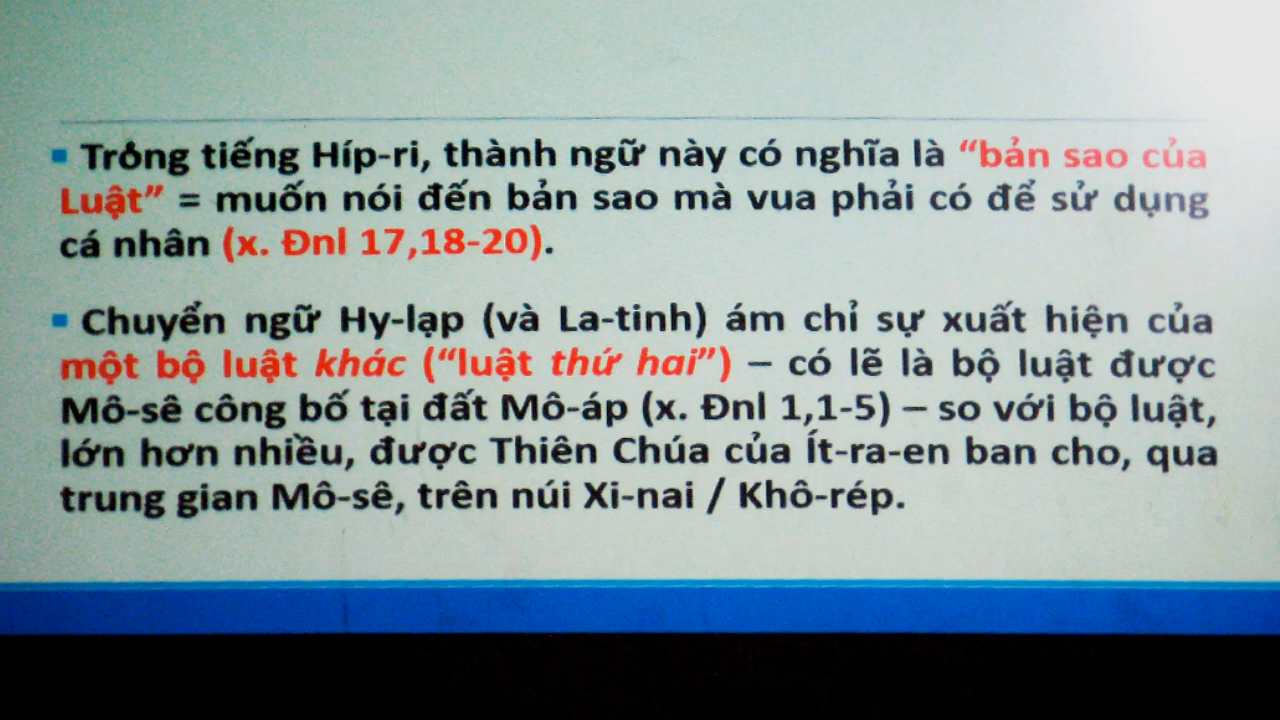 ▪ Trong tiếng Híp-ri, thành ngữ này có nghĩa là “bản sao của
Luật” = muốn nói đến bản sao mà vua phải có để sử dụng
cá nhân (x. Đnl 17,18-20).
▪ Chuyển ngữ Hy-lạp (và La-tinh) ám chỉ sự xuất hiện của
một bộ luật khác (“luật thứ hai”) – có lẽ là bộ luật được
Mô-sê công bố tại đất Mô-áp (x. Đnl 1,1-5) – so với bộ luật,
lớn hơn nhiều, được Thiên Chúa của Ít-ra-en ban cho, qua
trung gian Mô-sê, trên núi Xi-nai / Khô-rép.